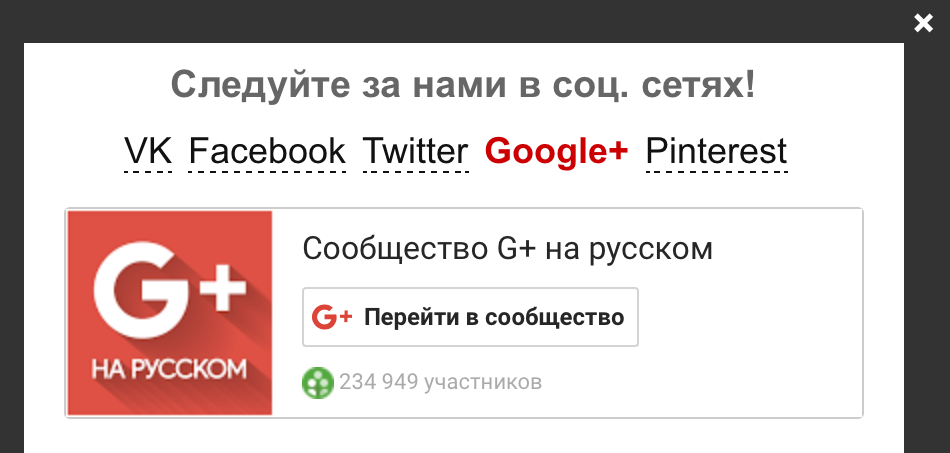 Следуйте за нами в соц. сетях!
VK Facebook Twitter Google+ Pinterest
G+
НА РУССКОМ
Сообщество G+ на русском
G+ Перейти в сообщество
234 949 участников